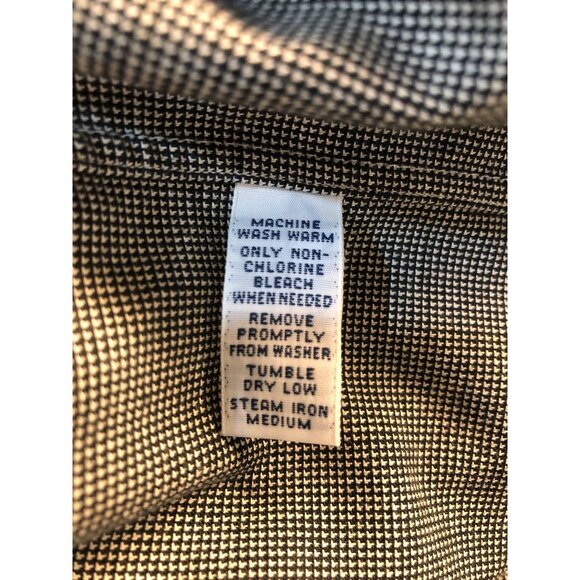 MACHINE
WASH WARM
ONLY NON-
CHLORINE
BLEACH
WHEN NEEDED
REMOVE
PROMPTLY
FROM WASHER
TUMBLE
DRY LOW
STEAM IRON
MEDIUM